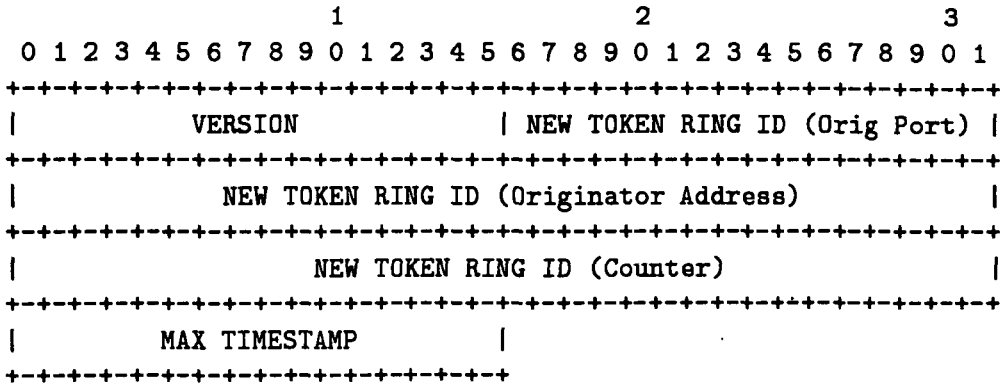 1                   2                   3
 0 1 2 3 4 5 6 7 8 9 0 1 2 3 4 5 6 7 8 9 0 1 2 3 4 5 6 7 8 9 0 1
+-+-+-+-+-+-+-+-+-+-+-+-+-+-+-+-+-+-+-+-+-+-+-+-+-+-+-+-+-+-+-+-+
|           VERSION             | NEW TOKEN RING ID (Orig Port) |
+-+-+-+-+-+-+-+-+-+-+-+-+-+-+-+-+-+-+-+-+-+-+-+-+-+-+-+-+-+-+-+-+
|             NEW TOKEN RING ID (Originator Address)            |
+-+-+-+-+-+-+-+-+-+-+-+-+-+-+-+-+-+-+-+-+-+-+-+-+-+-+-+-+-+-+-+-+
|                   NEW TOKEN RING ID (Counter)                 |
+-+-+-+-+-+-+-+-+-+-+-+-+-+-+-+-+-+-+-+-+-+-+-+-+-+-+-+-+-+-+-+-+
|         MAX TIMESTAMP         |
+-+-+-+-+-+-+-+-+-+-+-+-+-+-+-+-+